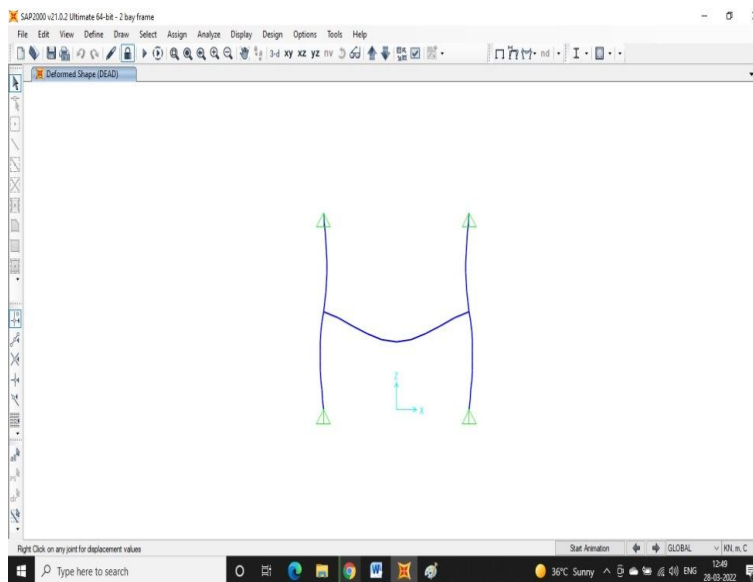 SAP2000 v21.0.2 Ultimate 64-bit - 2 bay frame
File Edit View Define Draw Select Assign Analyze Display Design Options Tools Help
3-d xy xz yz nv nd
Deformed Shape (DEAD)
Z
X
Right Click on any joint for displacement values
Start Animation
GLOBAL
KN, m, C
Type here to search
36°C Sunny
ENG
12:49
28-03-2022